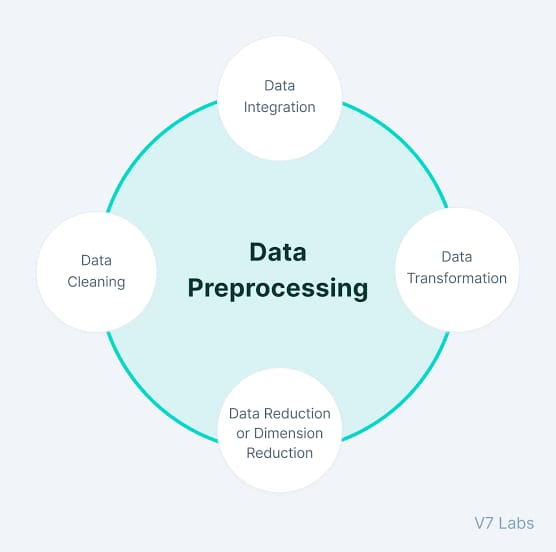 Data
Integration
Data
Cleaning
Data
Preprocessing
Data
Transformation
Data Reduction
or Dimension
Reduction
V7 Labs